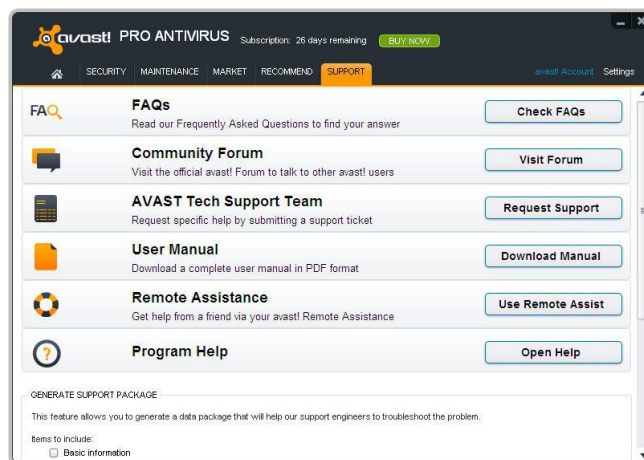 avast! PRO ANTIVIRUS Subscription: 26 days remaining BUY NOW
SECURITY MAINTENANCE MARKET RECOMMEND SUPPORT avast! Account Settings
FAQ FAQs Check FAQs
Read our Frequently Asked Questions to find your answer
Community Forum Visit Forum
Visit the official avast! Forum to talk to other avast! users
AVAST Tech Support Team Request Support
Request specific help by submitting a support ticket
User Manual Download Manual
Download a complete user manual in PDF format
Remote Assistance Use Remote Assist
Get help from a friend via your avast! Remote Assistance
? Program Help Open Help
GENERATE SUPPORT PACKAGE
This feature allows you to generate a data package that will help our support engineers to troubleshoot the problem.
Items to include:
Basic information